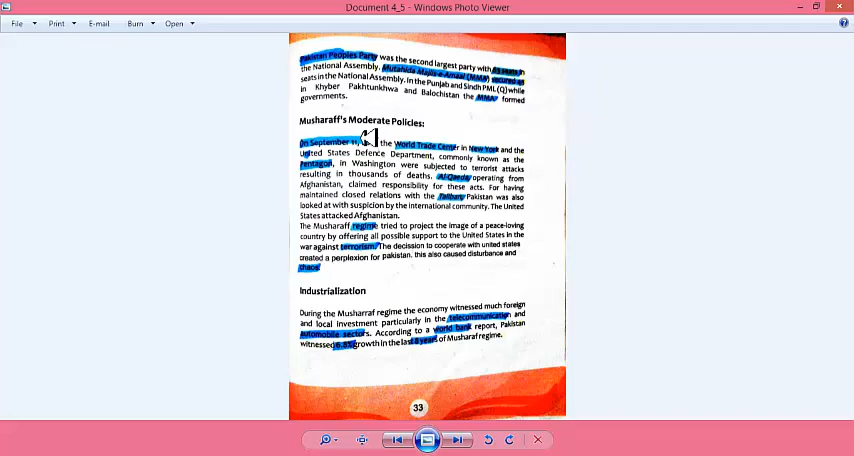 Document 4_5 - Windows Photo Viewer
File Print E-mail Burn Open
Pakistan Peoples Party was the second largest party with 63 seats in
the National Assembly. Mutahida Majlis-e-Amaal (MMA) secured
seats in the National Assembly. In the Punjab and Sindh PML(Q) while
in Khyber Pakhtunkhwa and Balochistan the MMA formed
governments.
Musharaff's Moderate Policies:
On September 11, the World Trade Center in New York and the
United States Defence Department, commonly known as the
Pentagon, in Washington were subjected to terrorist attacks
resulting in thousands of deaths. Al-Qaeda operating from
Afghanistan, claimed responsibility for these acts. For having
maintained closed relations with the Taliban, Pakistan was also
looked at with suspicion by the international community. The United
States attacked Afghanistan.
The Musharaff regime tried to project the image of a peace-loving
country by offering all possible support to the United States in the
war against terrorism. The decision to cooperate with united states
created a perplexion for pakistan. this also caused disturbance and
chaos.
Industrialization
During the Musharraf regime the economy witnessed much foreign
and local investment particularly in the telecommunication and
automobile sectors. According to a world bank report, Pakistan
witnessed 6.8% growth in the last 8 years of Musharaf regime.
33